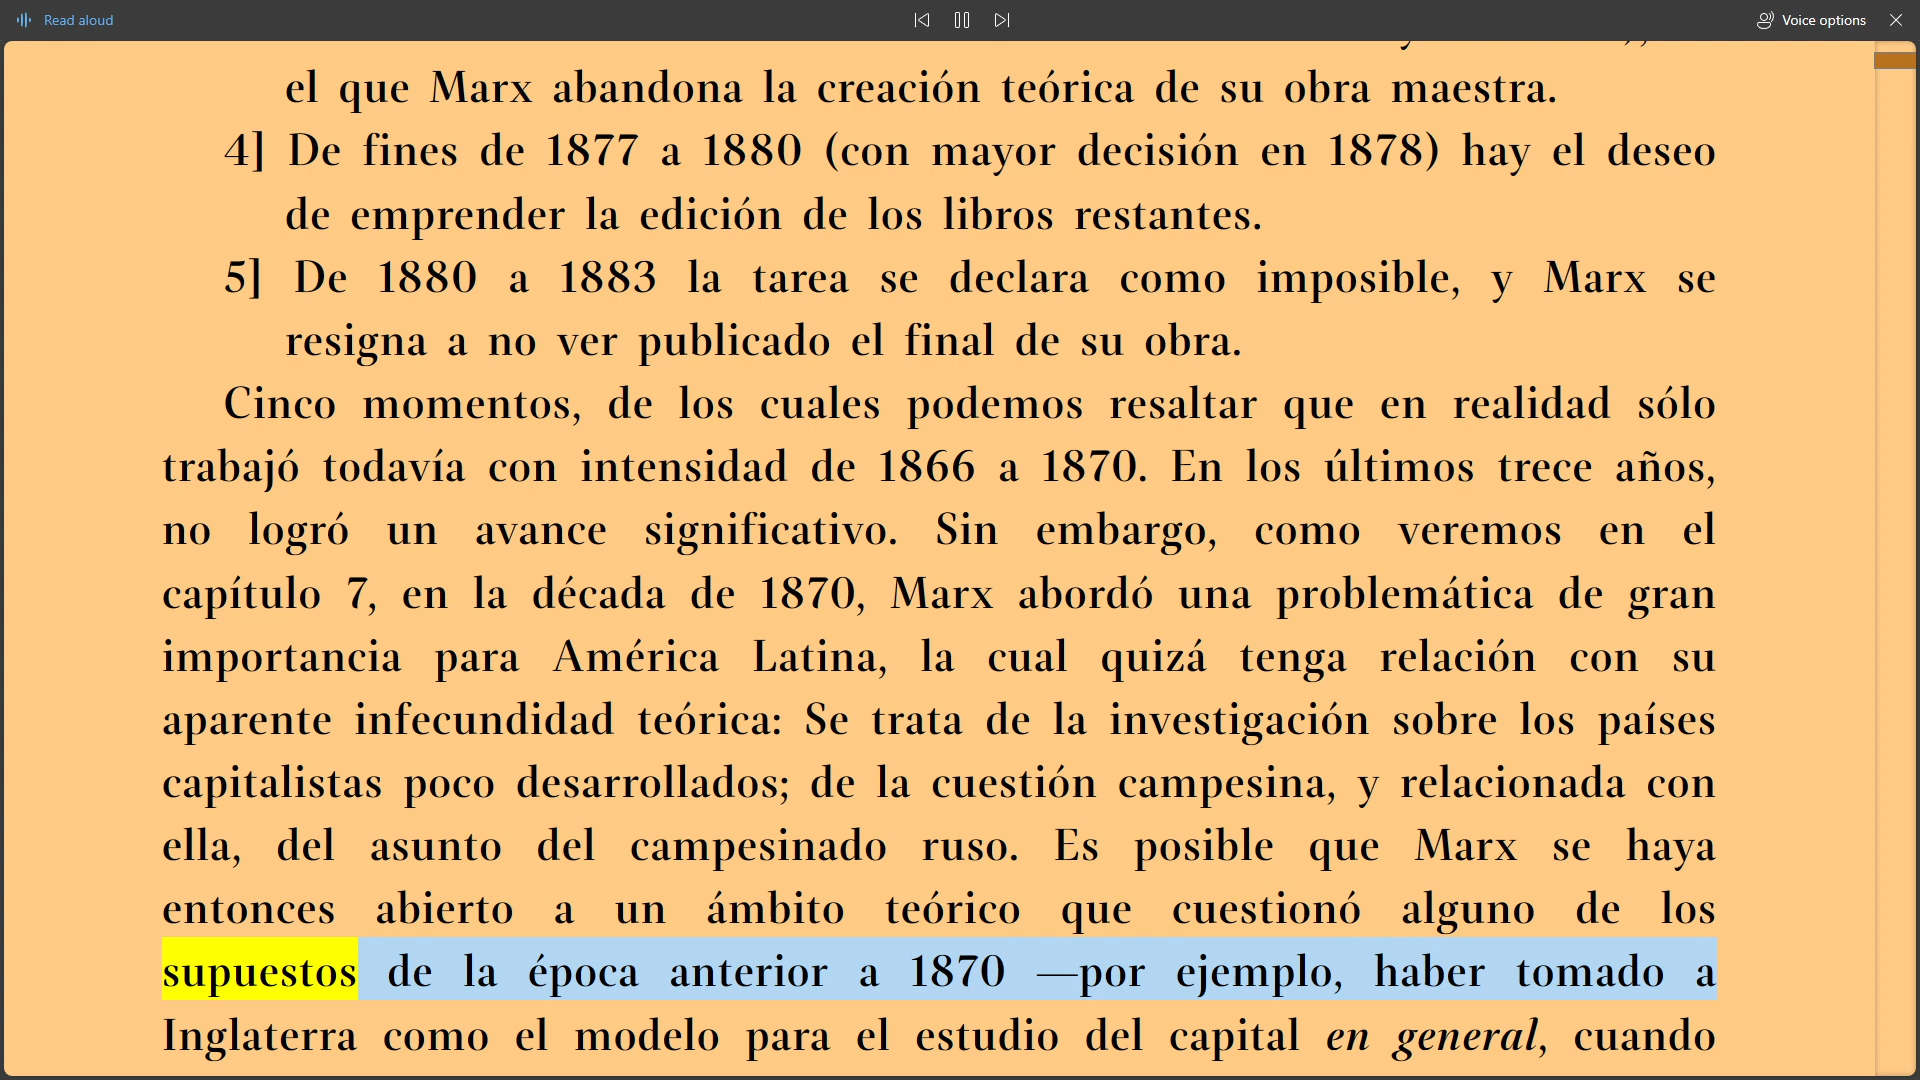 Read aloud
Voice options
el que Marx abandona la creación teórica de su obra maestra.
4] De fines de 1877 a 1880 (con mayor decisión en 1878) hay el deseo
de emprender la edición de los libros restantes.
5] De 1880 a 1883 la tarea se declara como imposible, y Marx se
resigna a no ver publicado el final de su obra.
Cinco momentos, de los cuales podemos resaltar que en realidad sólo
trabajó todavía con intensidad de 1866 a 1870. En los últimos trece años,
no logró un avance significativo. Sin embargo, como veremos en el
capítulo 7, en la década de 1870, Marx abordó una problemática de gran
importancia para América Latina, la cual quizá tenga relación con su
aparente infecundidad teórica: Se trata de la investigación sobre los países
capitalistas poco desarrollados; de la cuestión campesina, y relacionada con
ella, del asunto del campesinado ruso. Es posible que Marx se haya
entonces abierto a un ámbito teórico que cuestionó alguno de los
supuestos de la época anterior a 1870 —por ejemplo, haber tomado a
Inglaterra como el modelo para el estudio del capital en general, cuando